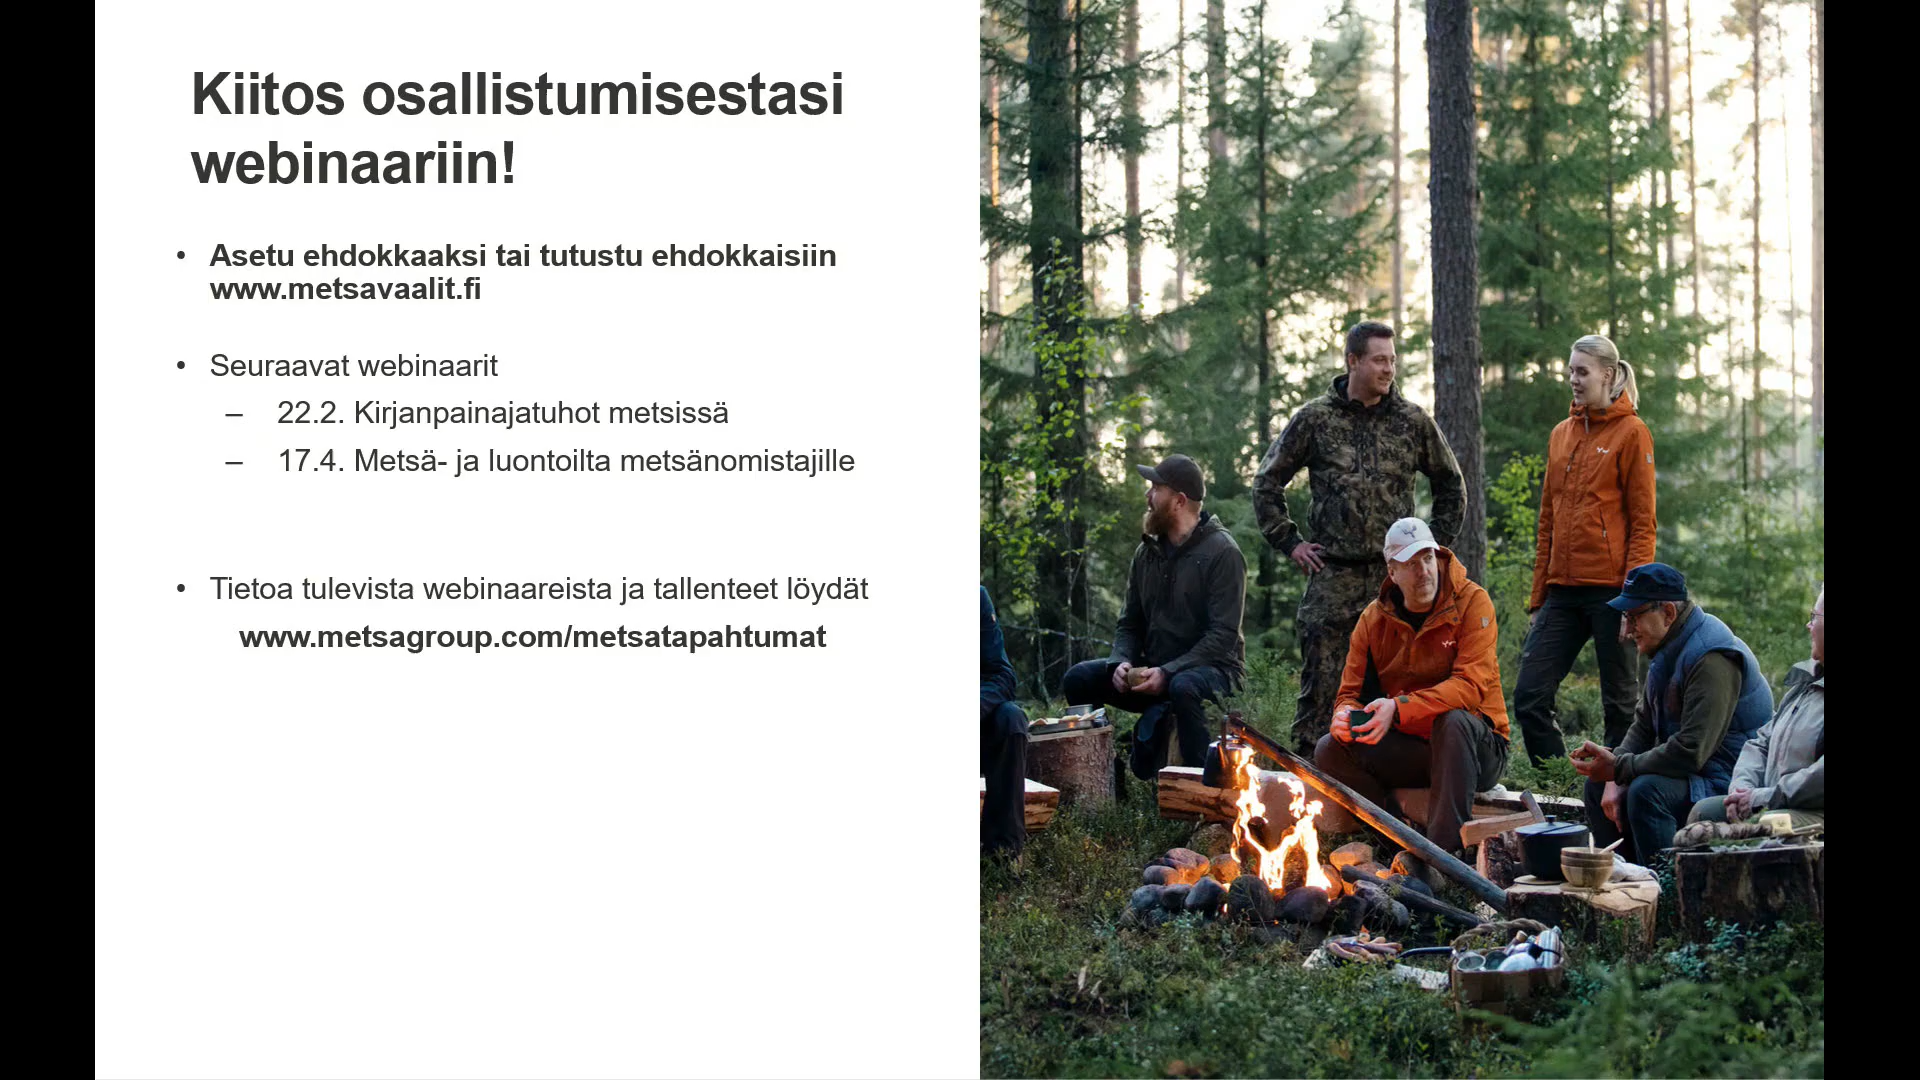 Kiitos osallistumisestasi
webinaariin!
• Asetu ehdokkaaksi tai tutustu ehdokkaisiin
www.metsavaalit.fi
• Seuraavat webinaarit
– 22.2. Kirjanpainajatuhot metsissä
– 17.4. Metsä- ja luontoilta metsänomistajille
• Tietoa tulevista webinaareista ja tallenteet löydät
www.metsagroup.com/metsatapahtumat